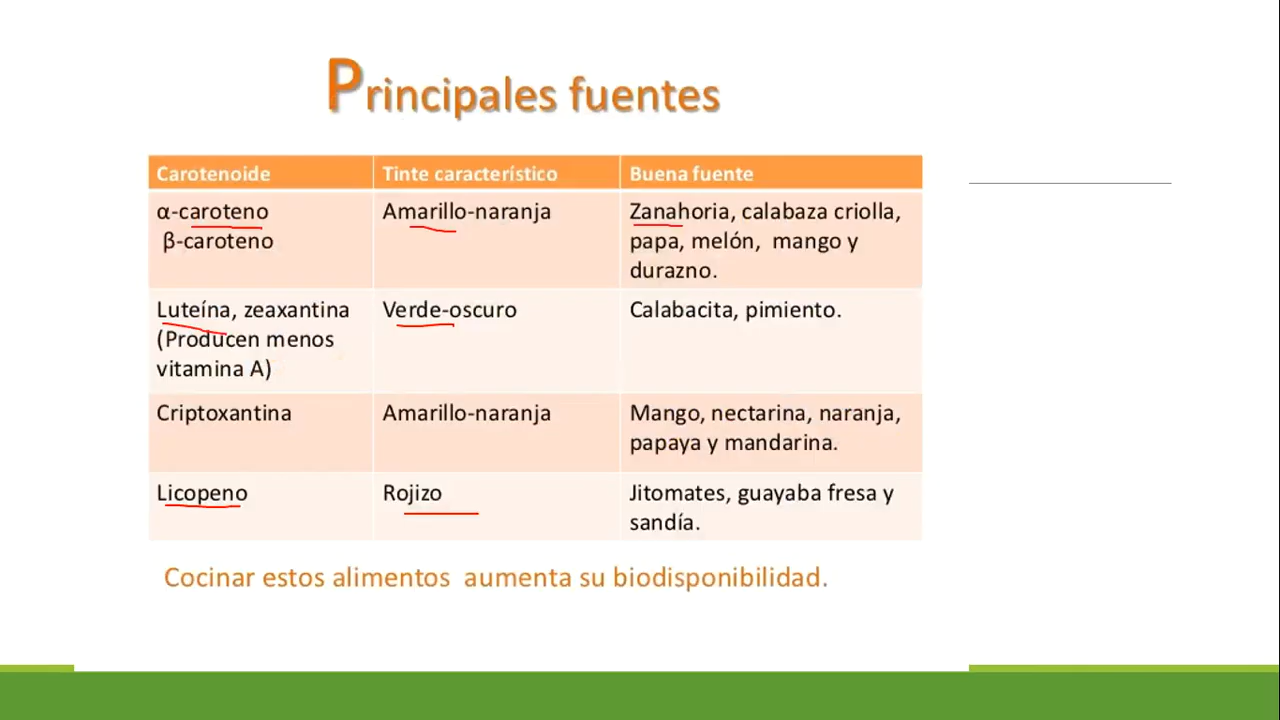 Principales fuentes
Carotenoide Tinte característico Buena fuente
α-caroteno Amarillo-naranja Zanahoria, calabaza criolla,
β-caroteno papa, melón, mango y
durazno.
Luteína, zeaxantina Verde-oscuro Calabacita, pimiento.
(Producen menos
vitamina A)
Criptoxantina Amarillo-naranja Mango, nectarina, naranja,
papaya y mandarina.
Licopeno Rojizo Jitomates, guayaba fresa y
sandía.
Cocinar estos alimentos aumenta su biodisponibilidad.